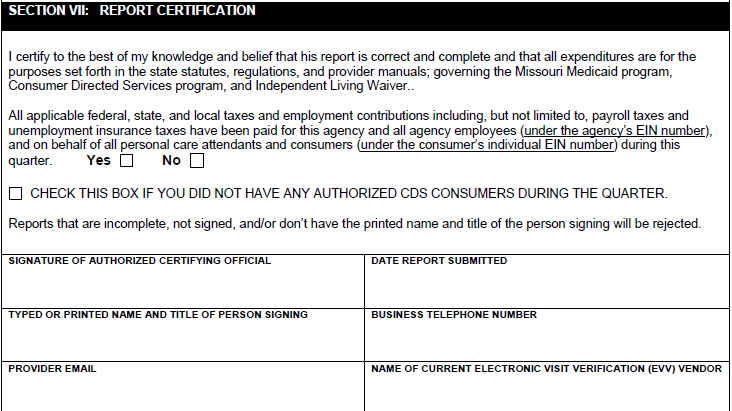 SECTION VII: REPORT CERTIFICATION
I certify to the best of my knowledge and belief that his report is correct and complete and that all expenditures are for the
purposes set forth in the state statutes, regulations, and provider manuals; governing the Missouri Medicaid program,
Consumer Directed Services program, and Independent Living Waiver..
All applicable federal, state, and local taxes and employment contributions including, but not limited to, payroll taxes and
unemployment insurance taxes have been paid for this agency and all agency employees (under the agency's EIN number),
and on behalf of all personal care attendants and consumers (under the consumer's individual EIN number) during this
quarter. Yes ☐ No ☐
☐ CHECK THIS BOX IF YOU DID NOT HAVE ANY AUTHORIZED CDS CONSUMERS DURING THE QUARTER.
Reports that are incomplete, not signed, and/or don't have the printed name and title of the person signing will be rejected.
SIGNATURE OF AUTHORIZED CERTIFYING OFFICIAL
DATE REPORT SUBMITTED
TYPED OR PRINTED NAME AND TITLE OF PERSON SIGNING
BUSINESS TELEPHONE NUMBER
PROVIDER EMAIL
NAME OF CURRENT ELECTRONIC VISIT VERIFICATION (EVV) VENDOR